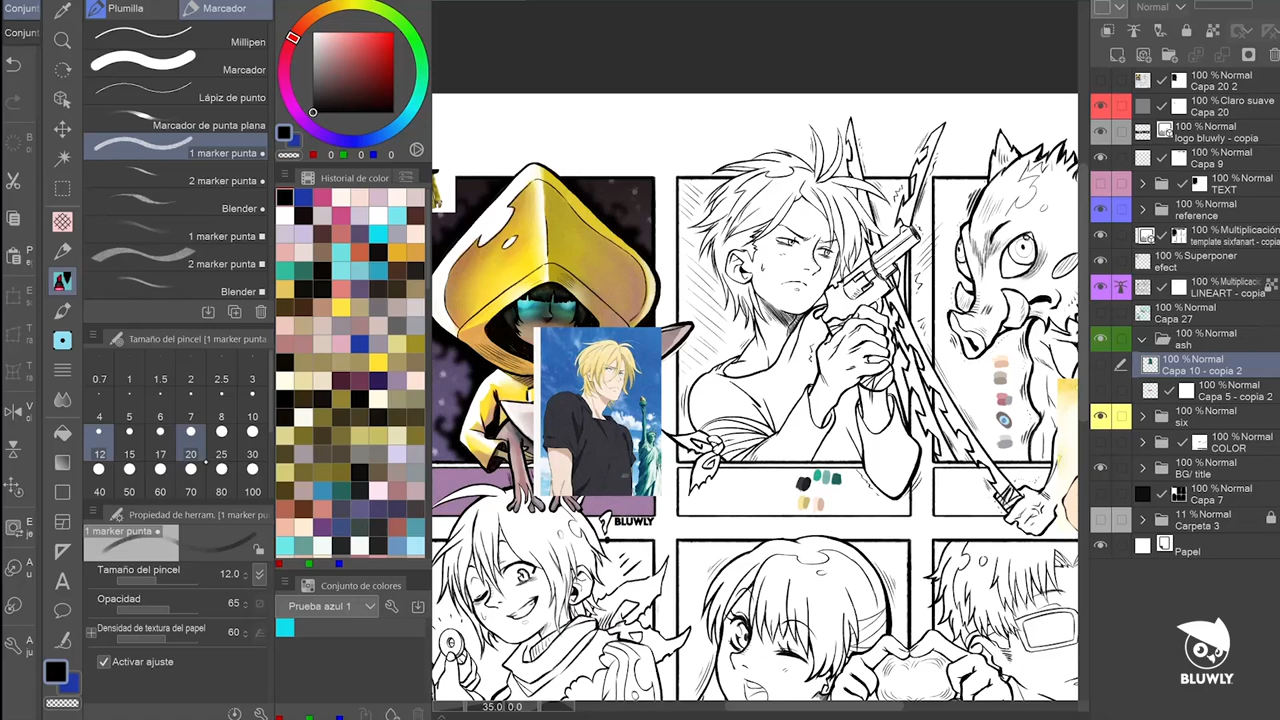 Conjunt
Conjunt
Plumilla
Marcador
Millipen
Marcador
Lápiz de punto
Marcador de punta plana
1 marker punta
2 marker punta
Blender
1 marker punta
2 marker punta
Blender
Tamaño del pincel [1 marker punta
0.7 1 1.5 2 2.5 3
4 5 6 7 8 10
12 15 17 20 25 30
40 50 60 70 80 100
Propiedad de herram. [1 marker punta
1 marker punta
Tamaño del pincel 12.0
Opacidad 65
Densidad de textura del papel 60
Activar ajuste
0 0 0
Historial de color
Conjunto de colores
Prueba azul 1
BLUWLY
35.0 0.0
Normal
100 %Normal
Capa 20 2
100 %Claro suave
Capa 20
100 %Normal
logo bluwly - copia
100 %Normal
Capa 9
100 %Normal
TEXT
100 %Normal
reference
100 %Multiplicación
template sixfanart - copia
100 %Superponer
efect
100 %Multiplicació
LINEART - copia
100 %Normal
Capa 27
100 %Normal
ash
100 %Normal
Capa 10 - copia 2
100 %Normal
Capa 5 - copia 2
100 %Normal
six
100 %Normal
COLOR
100 %Normal
BG/ title
100 %Normal
Capa 7
11 %Normal
Carpeta 3
Papel
BLUWLY